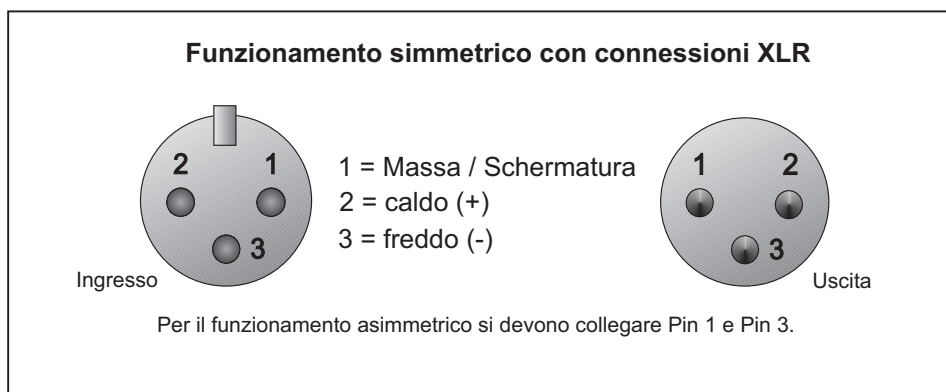 Funzionamento simmetrico con connessioni XLR
2 1
3
Ingresso
1 = Massa / Schermatura
2 = caldo (+)
3 = freddo (-)
1 2
3
Uscita
Per il funzionamento asimmetrico si devono collegare Pin 1 e Pin 3.